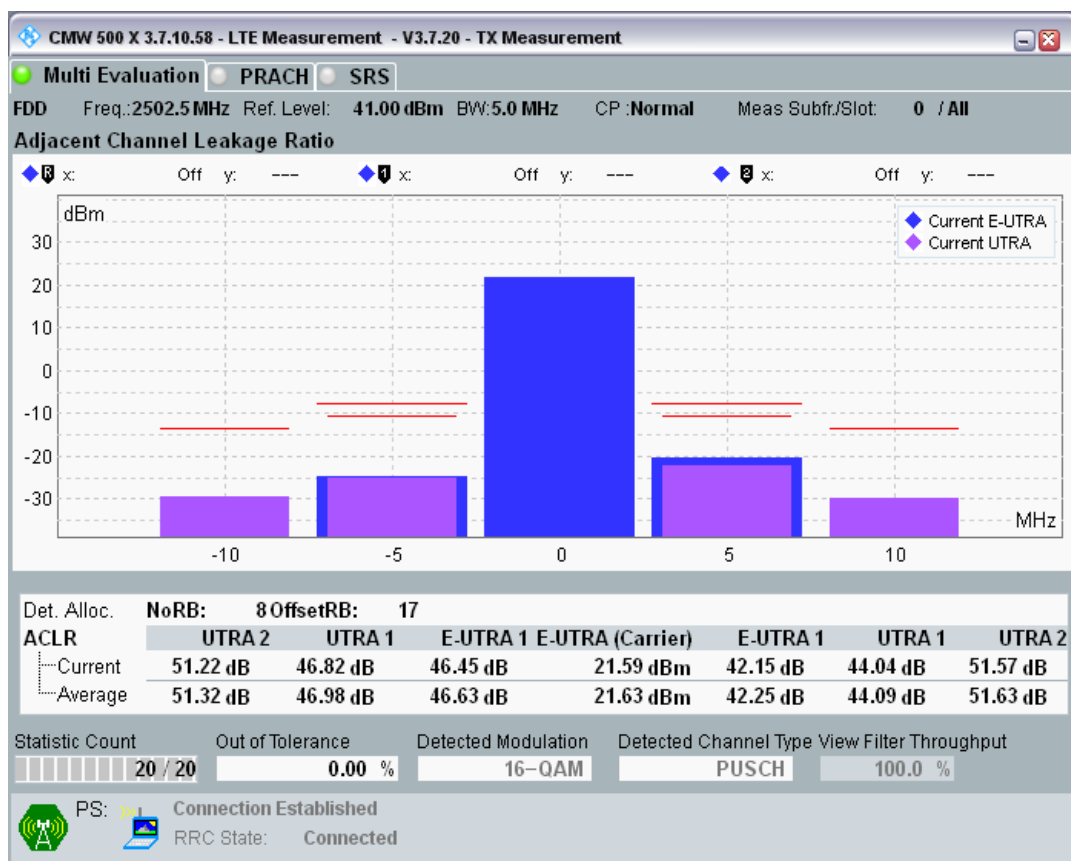 CMW 500 X 3.7.10.58 - LTE Measurement - V3.7.20 - TX Measurement
Multi Evaluation PRACH SRS
FDD Freq.:2502.5 MHz Ref. Level: 41.00 dBm BW:5.0 MHz CP :Normal Meas Subfr./Slot: 0 / All
Adjacent Channel Leakage Ratio
R x: Off y: --- 1 x: Off y: --- 2 x: Off y: ---
dBm
Current E-UTRA
Current UTRA
30
20
10
0
-10
-20
-30
MHz
-10 -5 0 5 10
Det. Alloc. NoRB: 8 OffsetRB: 17
ACLR UTRA 2 UTRA 1 E-UTRA 1 E-UTRA (Carrier) E-UTRA 1 UTRA 1 UTRA 2
Current 51.22 dB 46.82 dB 46.45 dB 21.59 dBm 42.15 dB 44.04 dB 51.57 dB
Average 51.32 dB 46.98 dB 46.63 dB 21.63 dBm 42.25 dB 44.09 dB 51.63 dB
Statistic Count Out of Tolerance Detected Modulation Detected Channel Type View Filter Throughput
20 / 20 0.00 % 16-QAM PUSCH 100.0 %
PS: Connection Established
RRC State: Connected